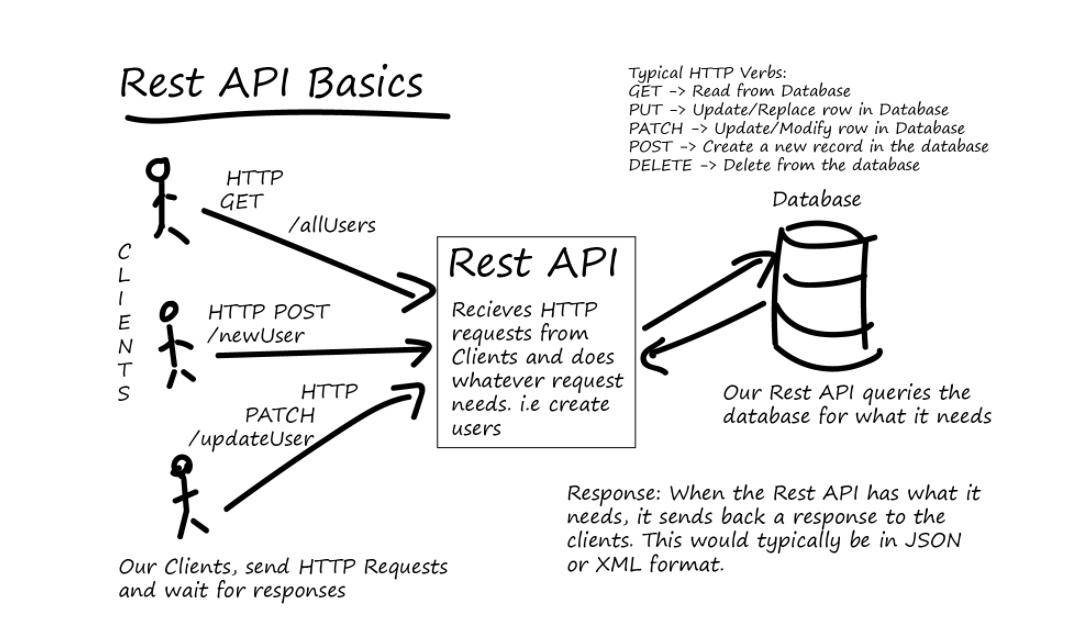 Rest API Basics
Typical HTTP Verbs:
GET -> Read from Database
PUT -> Update/Replace row in Database
PATCH -> Update/Modify row in Database
POST -> Create a new record in the database
DELETE -> Delete from the database
CLIENTS
HTTP
GET
/allUsers
HTTP POST
/newUser
HTTP
PATCH
/updateUser
Our Clients, send HTTP Requests
and wait for responses
Rest API
Recieves HTTP
requests from
Clients and does
whatever request
needs. i.e create
users
Database
Our Rest API queries the
database for what it needs
Response: When the Rest API has what it
needs, it sends back a response to the
clients. This would typically be in JSON
or XML format.